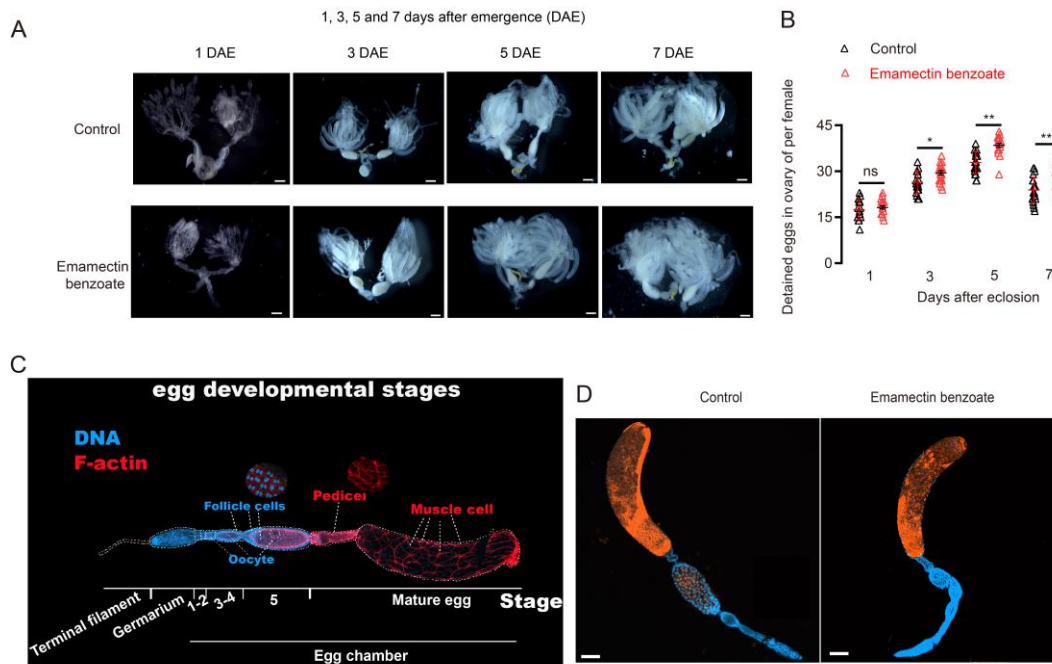 A
1, 3, 5 and 7 days after emergence (DAE)
1 DAE
3 DAE
5 DAE
7 DAE
Control
Emamectin
benzoate
B
Control
Emamectin benzoate
Detained eggs in ovary of per female
45
30
15
0
ns
*
**
**
1
3
5
7
Days after eclosion
C
egg developmental stages
DNA
F-actin
Follicle cells
Pedicel
Muscle cell
Oocyte
Terminal filament
Germarium
1-2
3-4
5
Mature egg
Stage
Egg chamber
D
Control
Emamectin benzoate